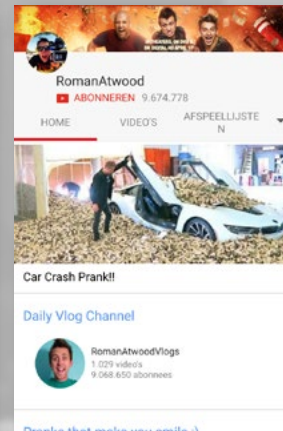 RomanAtwood
ABONNEREN 9.674.778
HOME VIDEO'S AFSPEELLIJSTE
N
Car Crash Prank!!
Daily Vlog Channel
RomanAtwoodVlogs
1.029 video's
9.068.650 abonnees
Pranks that make you smile :)